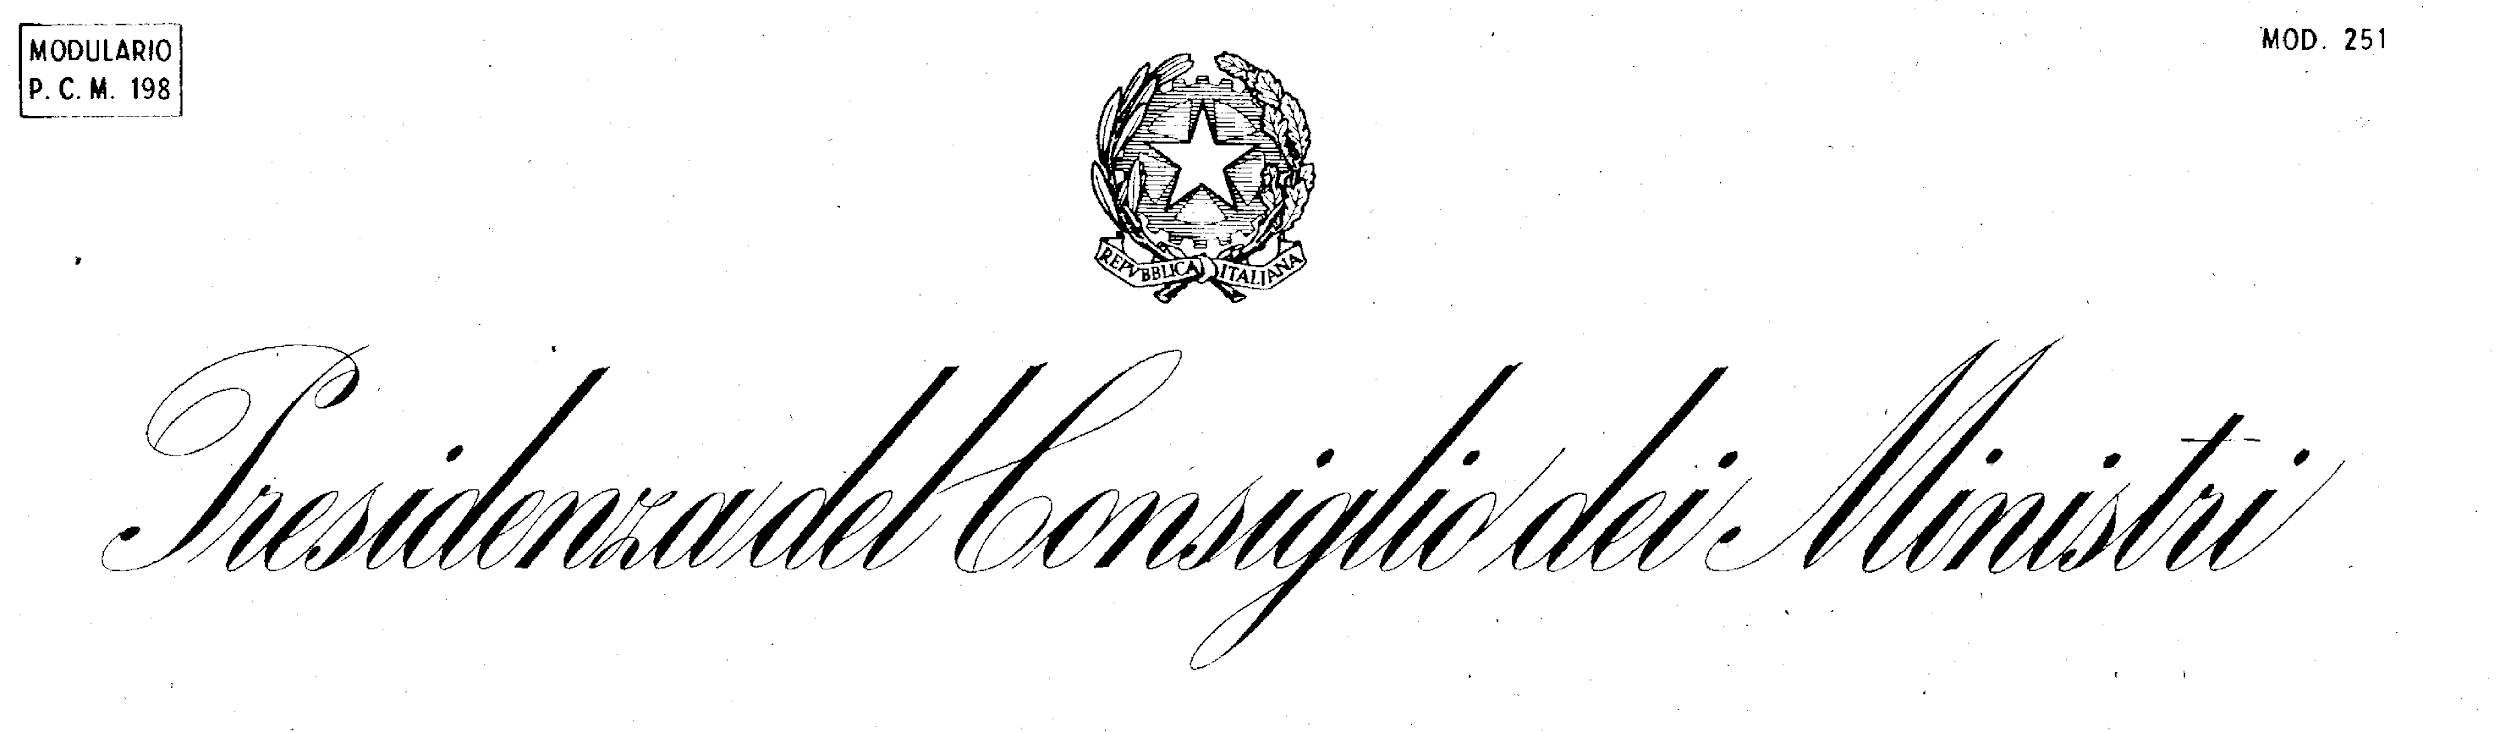 MODULARIO
P. C. M. 198
MOD. 251
REPVBBLICA ITALIANA
Presidenza del Consiglio dei Ministri